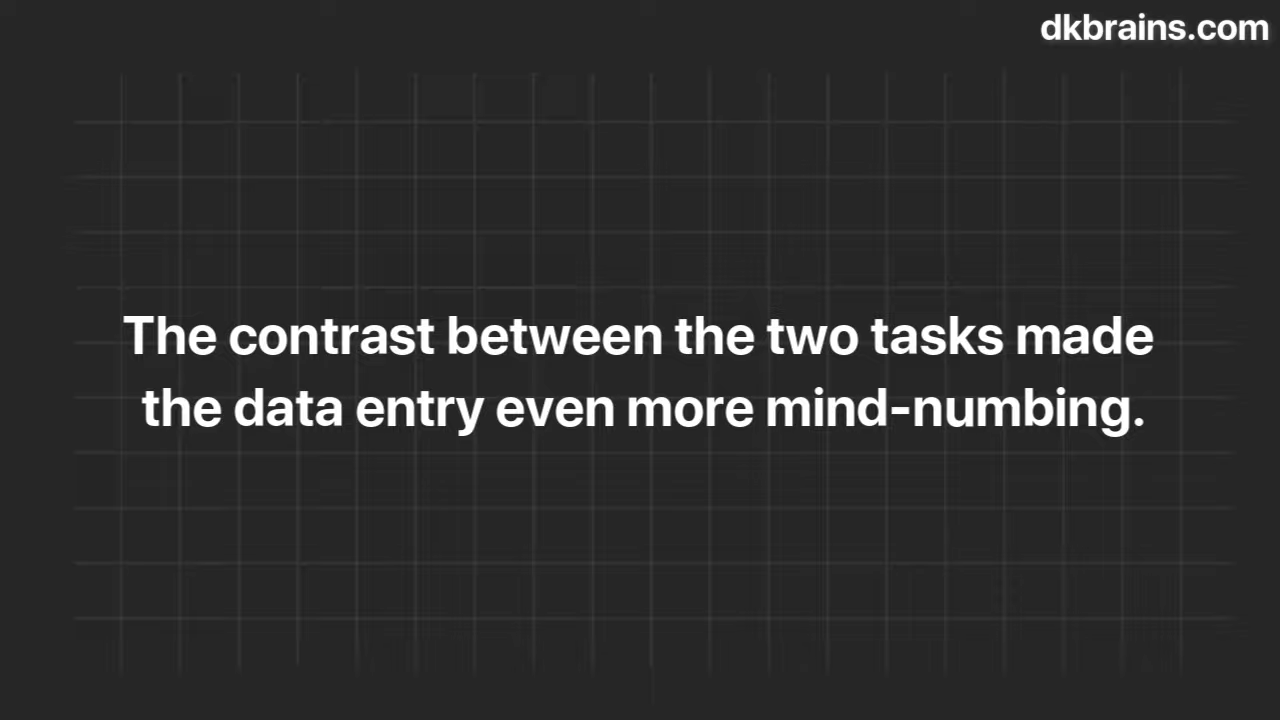 dkbrains.com
The contrast between the two tasks made
the data entry even more mind-numbing.